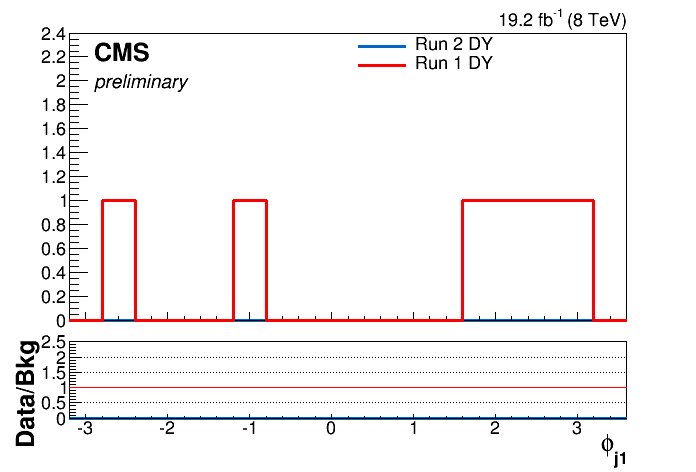 19.2 fb⁻¹ (8 TeV)
CMS
preliminary
Run 2 DY
Run 1 DY
2.4
2.2
2
1.8
1.6
1.4
1.2
1
0.8
0.6
0.4
0.2
0
Data/Bkg
2.5
2
1.5
1
0.5
0
-3 -2 -1 0 1 2 3
ϕj1